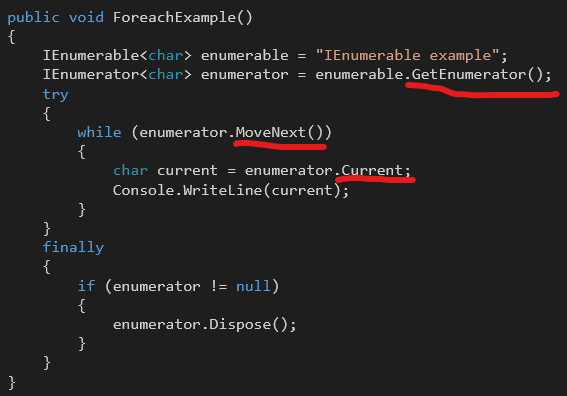 public void ForeachExample()
{
    IEnumerable<char> enumerable = "IEnumerable example";
    IEnumerator<char> enumerator = enumerable.GetEnumerator();
    try
    {
        while (enumerator.MoveNext())
        {
            char current = enumerator.Current;
            Console.WriteLine(current);
        }
    }
    finally
    {
        if (enumerator != null)
        {
            enumerator.Dispose();
        }
    }
}